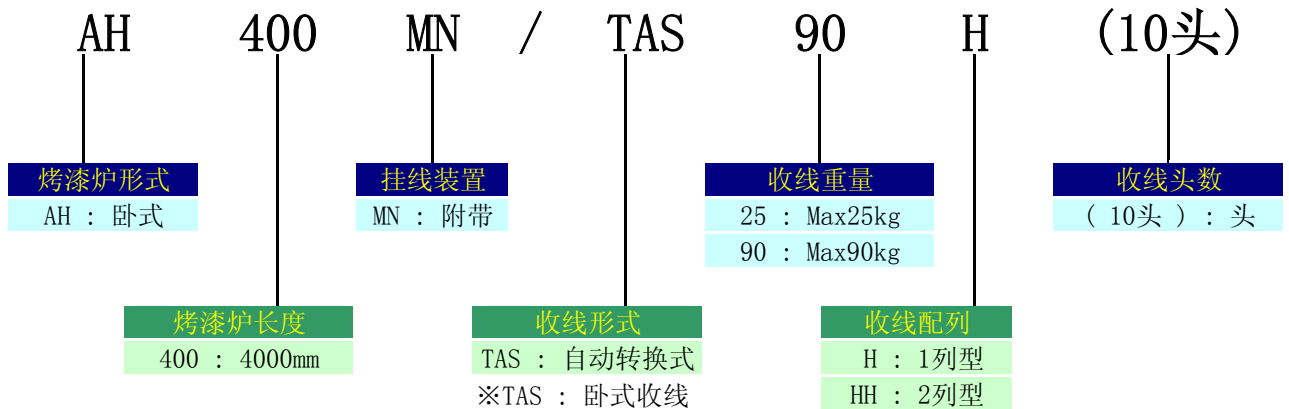 AH 400 MN / TAS 90 H (10头)
烤漆炉形式 挂线装置 收线重量 收线头数
AH : 卧式 MN : 附带 25 : Max25kg ( 10头 ) : 头
90 : Max90kg
烤漆炉长度 收线形式 收线配列
400 : 4000mm TAS : 自动转换式 H : 1列型
※TAS : 卧式收线 HH : 2列型